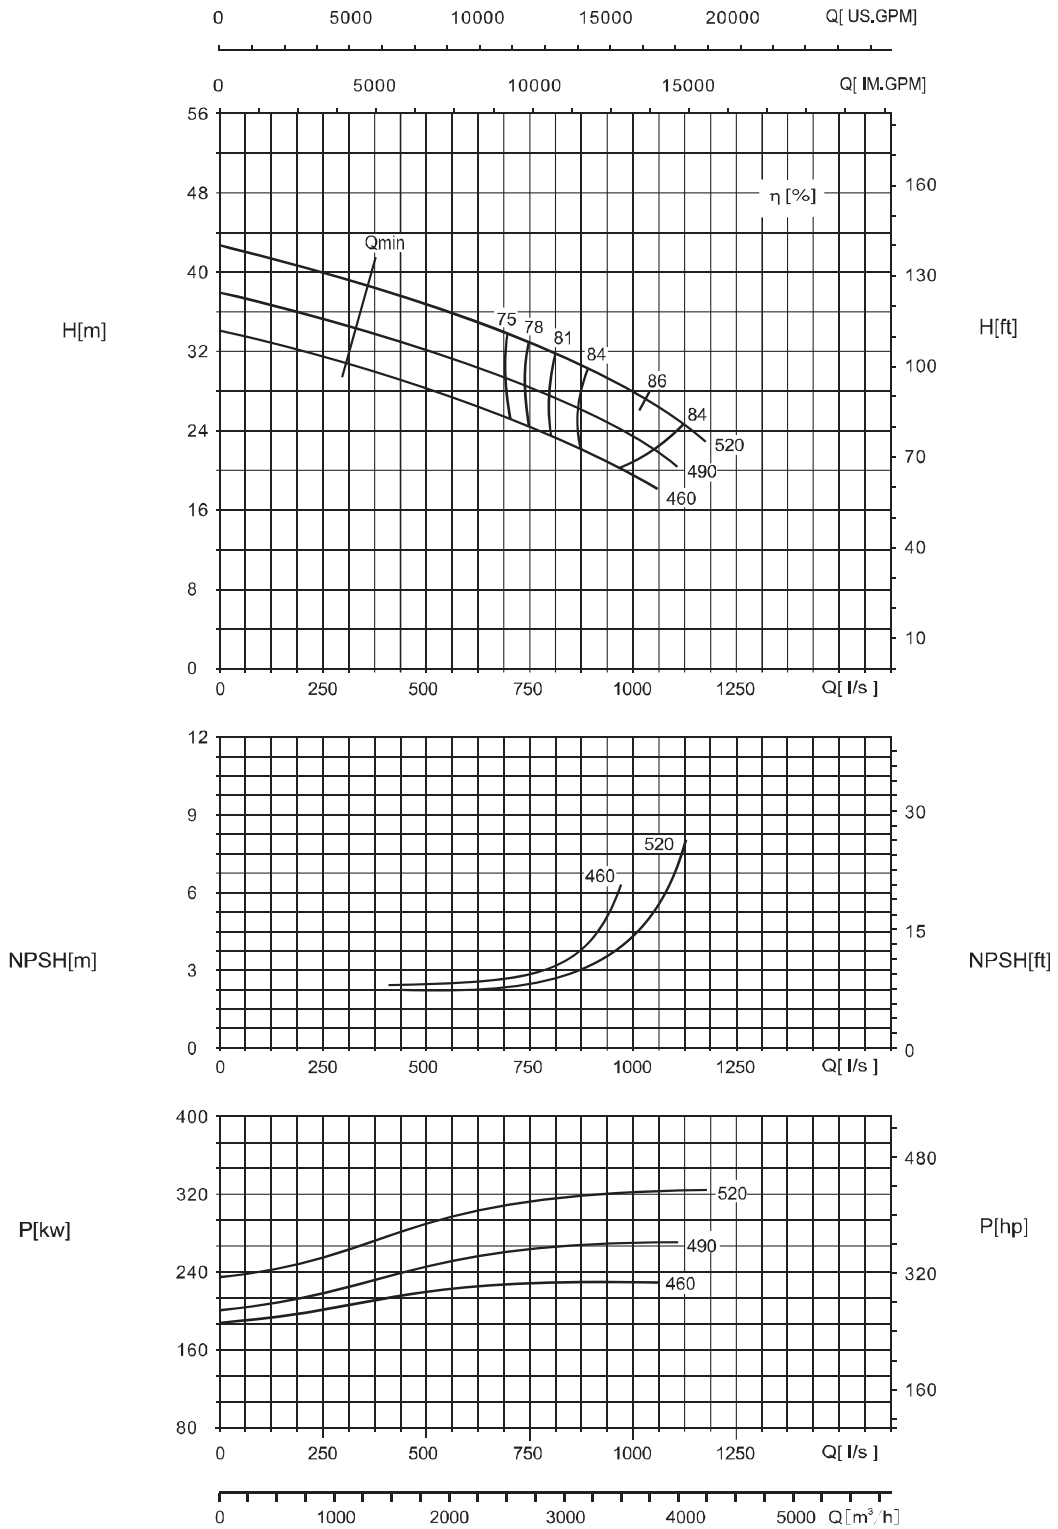 0 5000 10000 15000 20000 Q[ US.GPM]
0 5000 10000 15000 Q[ IM.GPM]
56
η [%]
160
48
Qmin
40
130
H[m]
H[ft]
75 78 81 84
32
100
86
84
24
520
70
490
460
16
40
8
10
0
0 250 500 750 1000 1250 Q[ l/s ]
12
9
30
520
460
6
15
NPSH[m]
NPSH[ft]
3
0
0
0 250 500 750 1000 1250 Q[ l/s ]
400
480
320
520
P[kw]
P[hp]
490
240
320
460
160
160
80
0 250 500 750 1000 1250 Q[ l/s ]
0 1000 2000 3000 4000 5000 Q[m³/h]